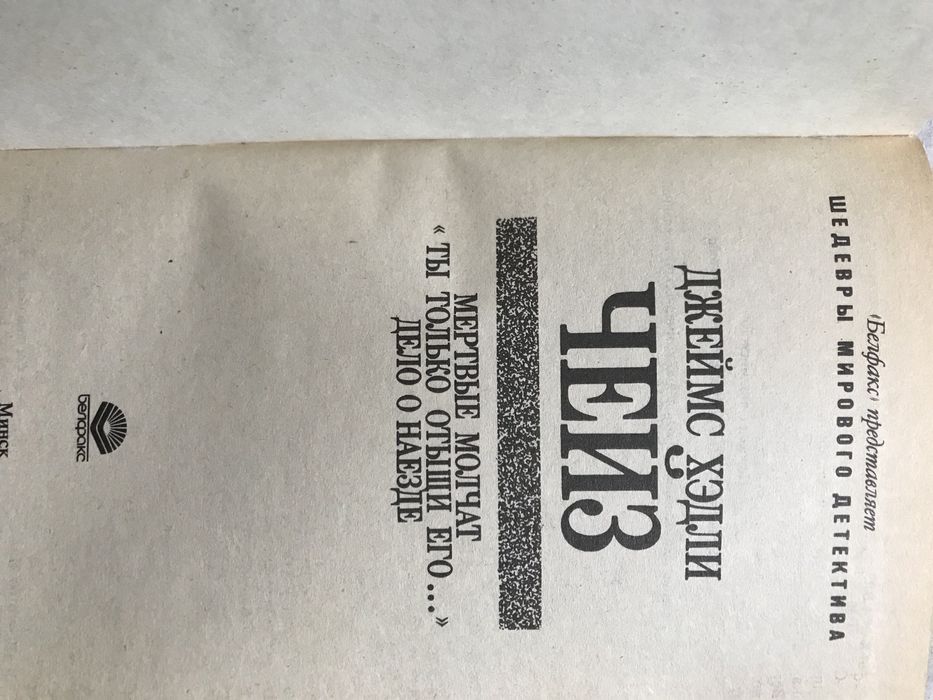 «Белфакс» представляет
ШЕДЕВРЫ МИРОВОГО ДЕТЕКТИВА
ДЖЕЙМС ХЭДЛИ
ЧЕЙЗ
МЕРТВЫЕ МОЛЧАТ
« ТЫ ТОЛЬКО ОТЫЩИ ЕГО ... »
ДЕЛО О НАЕЗДЕ
Белфакс
Минск